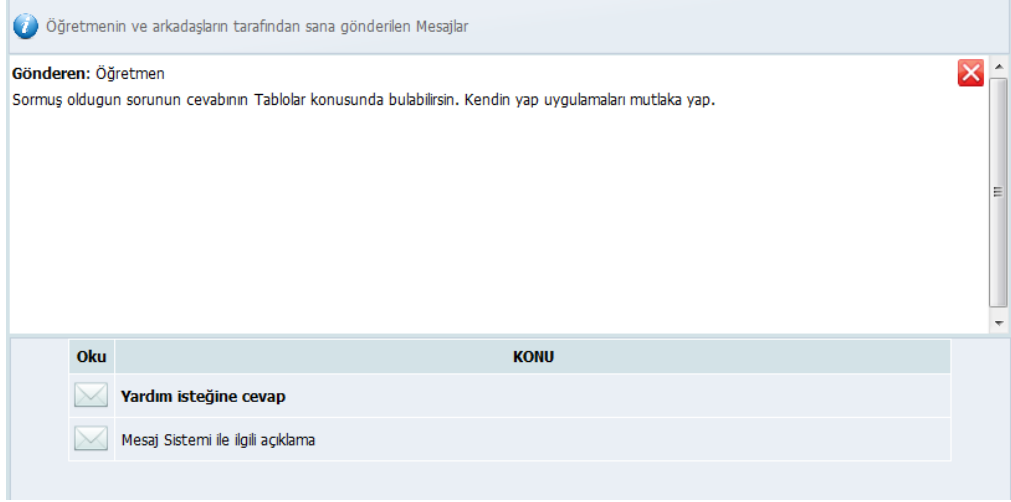 Öğretmenin ve arkadaşların tarafından sana gönderilen Mesajlar
Gönderen: Öğretmen
Sormuş oldugun sorunun cevabının Tablolar konusunda bulabilirsin. Kendin yap uygulamaları mutlaka yap.
Oku KONU
Yardım isteğine cevap
Mesaj Sistemi ile ilgili açıklama